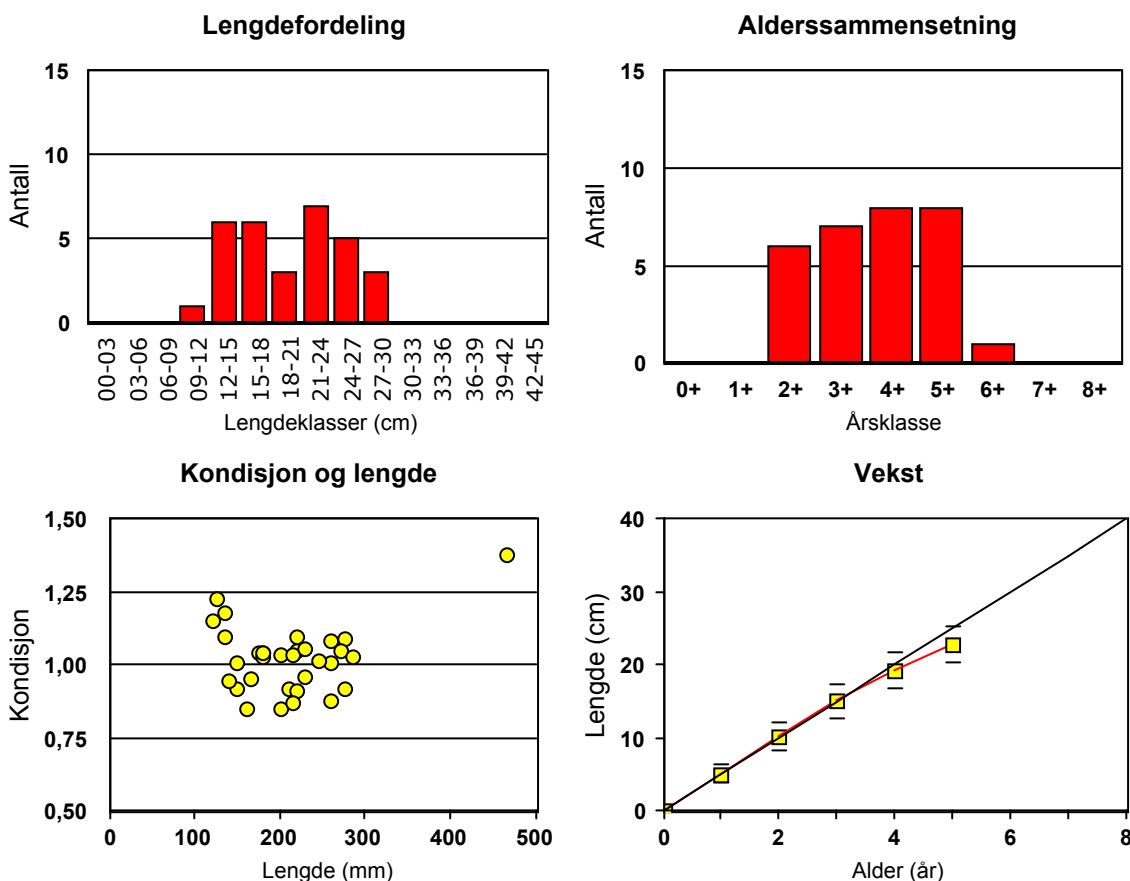 Lengdefordeling
15
10
5
0
Antall
00-03
03-06
06-09
09-12
12-15
15-18
18-21
21-24
24-27
27-30
30-33
33-36
36-39
39-42
42-45
Lengdeklasser (cm)
Alderssammensetning
15
10
5
0
Antall
0+ 1+ 2+ 3+ 4+ 5+ 6+ 7+ 8+
Årsklasse
Kondisjon og lengde
1,50
1,25
1,00
0,75
0,50
Kondisjon
0 100 200 300 400 500
Lengde (mm)
Vekst
40
30
20
10
0
Lengde (cm)
0 2 4 6 8
Alder (år)